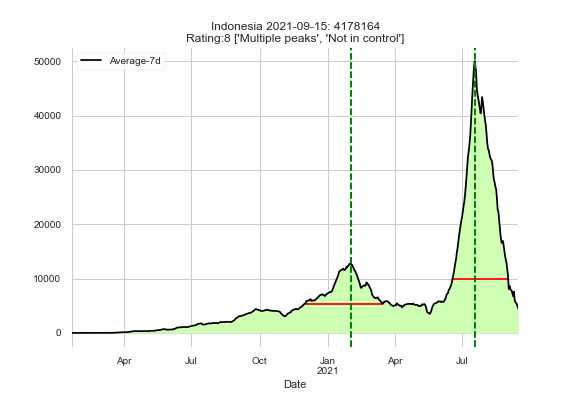 Indonesia 2021-09-15: 4178164
Rating:8 ['Multiple peaks', 'Not in control']
Average-7d
50000
40000
30000
20000
10000
0
Apr Jul Oct Jan Apr Jul
2021
Date